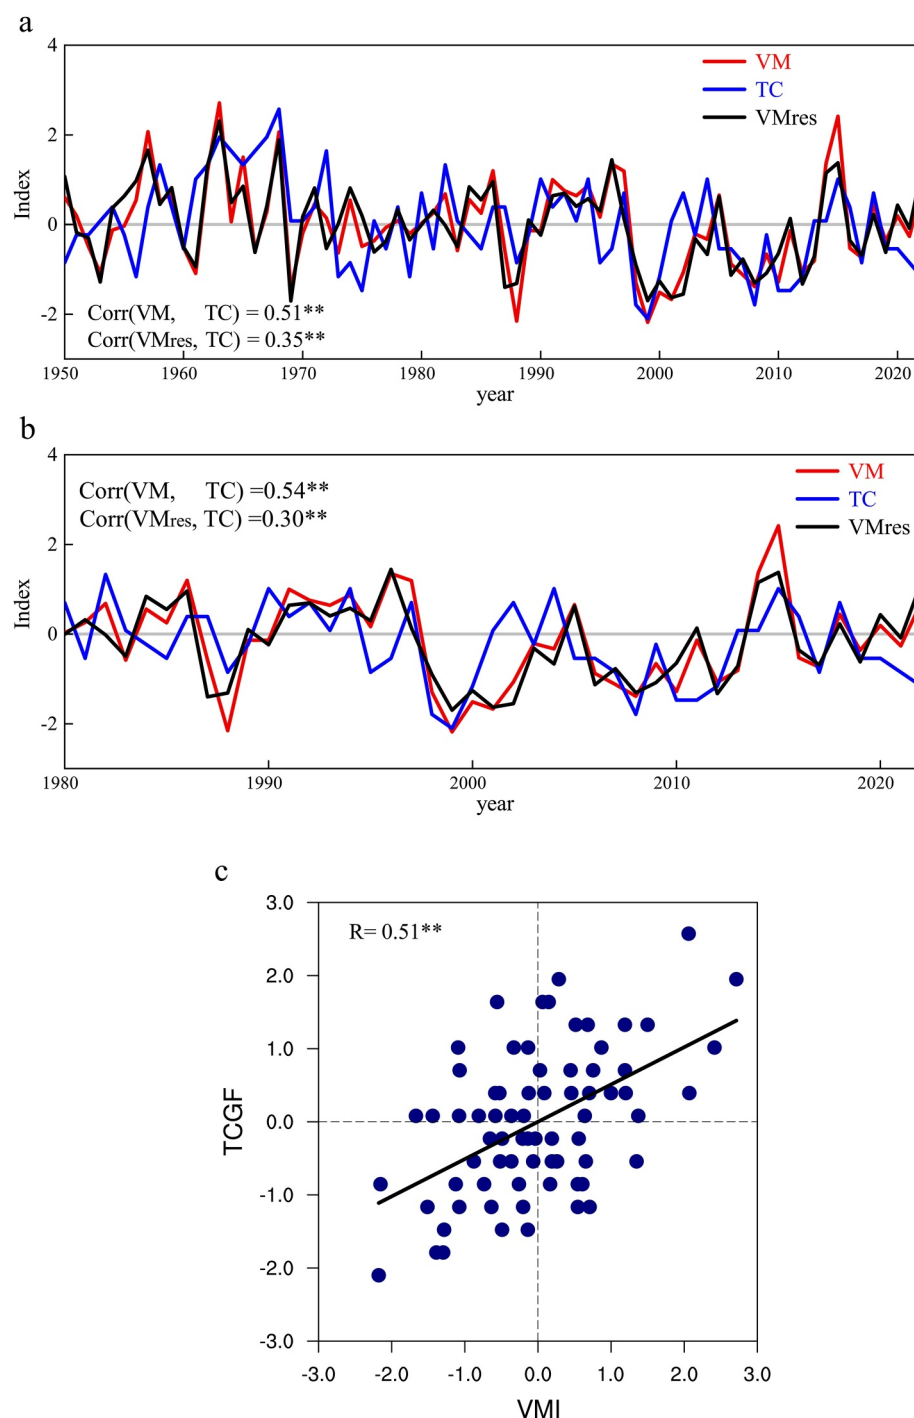 a
4
2
0
-2
Index
VM
TC
VMres
Corr(VM, TC) = 0.51**
Corr(VMres, TC) = 0.35**
1950 1960 1970 1980 1990 2000 2010 2020
year
b
4
2
0
-2
Index
Corr(VM, TC) =0.54**
Corr(VMres, TC) =0.30**
VM
TC
VMres
1980 1990 2000 2010 2020
year
c
3.0
2.0
1.0
0.0
-1.0
-2.0
-3.0
TCGF
R= 0.51**
-3.0 -2.0 -1.0 0.0 1.0 2.0 3.0
VMI